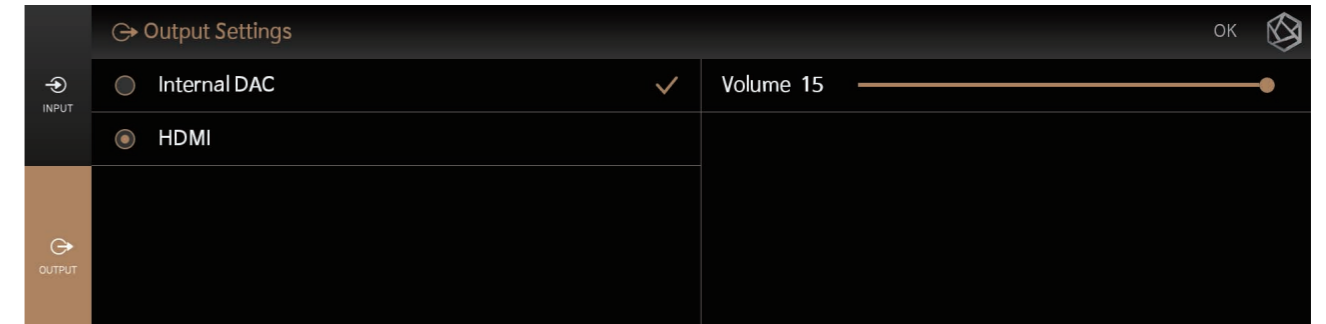 Output Settings
OK
INPUT
Internal DAC
Volume 15
HDMI
OUTPUT